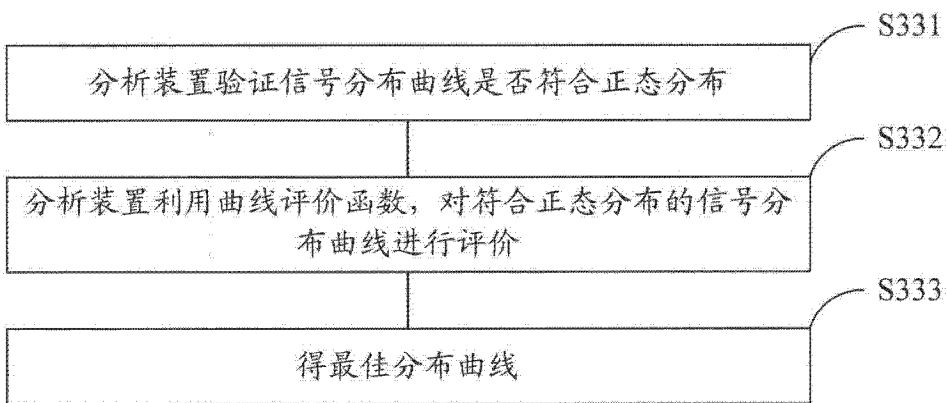 S331
分析装置验证信号分布曲线是否符合正态分布
S332
分析装置利用曲线评价函数，对符合正态分布的信号分
布曲线进行评价
S333
得最佳分布曲线